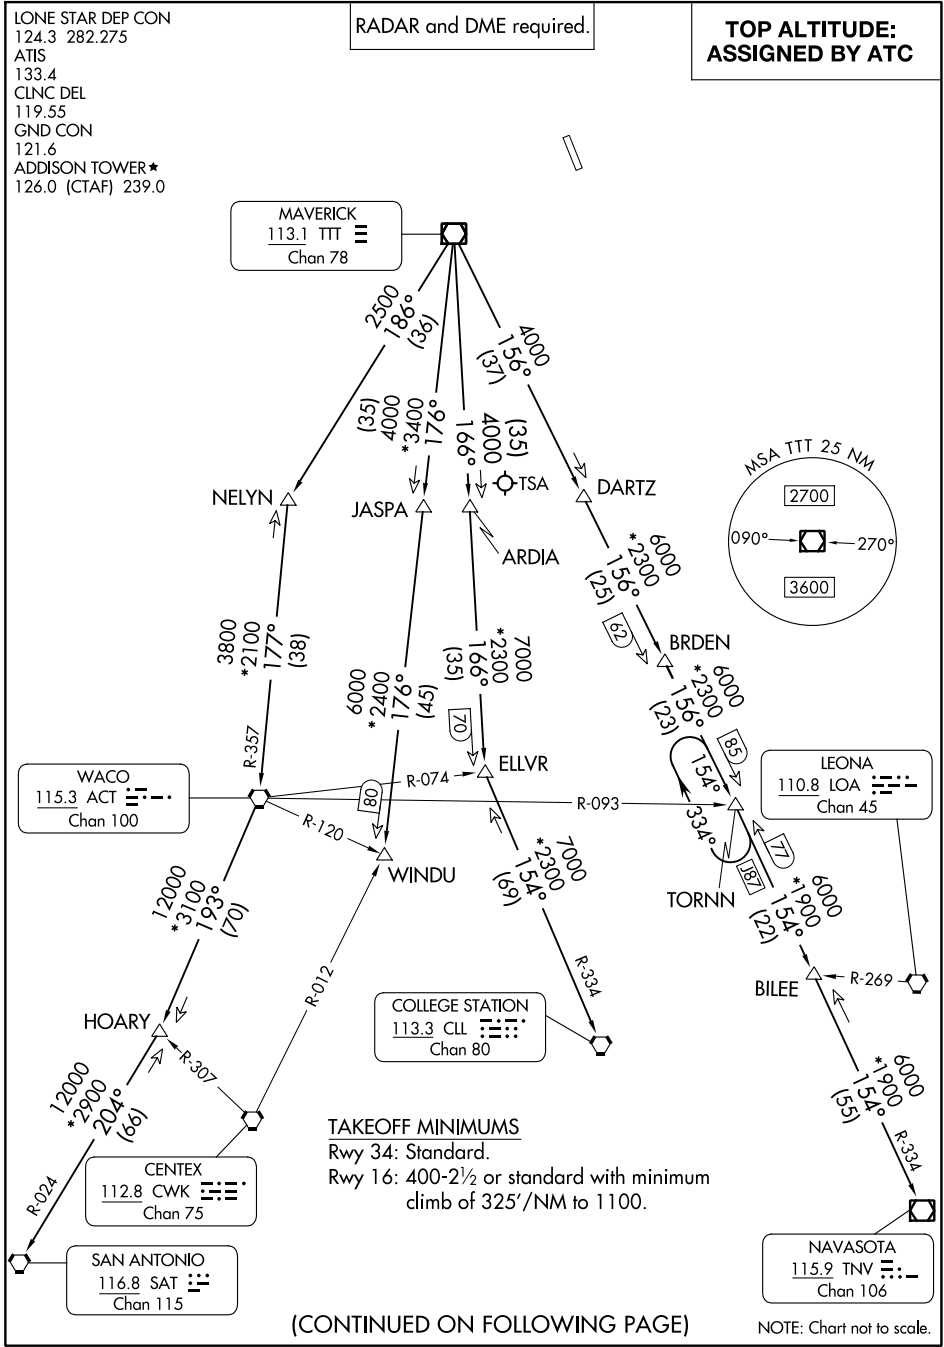 LONE STAR DEP CON
124.3 282.275
ATIS
133.4
CLNC DEL
119.55
GND CON
121.6
ADDISON TOWER★
126.0 (CTAF) 239.0
RADAR and DME required.
TOP ALTITUDE:
ASSIGNED BY ATC
MAVERICK
113.1 TTT
Chan 78
2500
186°
(36)
(35)
4000
*3400
176°
(35)
4000
166°
4000
156°
(37)
NELYN
JASPA
TSA
ARDIA
DARTZ
MSA TTT 25 NM
2700
090°
270°
3600
3800
*2100
177°
(38)
R-357
6000
*2400
176°
(45)
80
7000
*2300
166°
(35)
70
6000
*2300
156°
(25)
62
BRDEN
6000
*2300
156°
(23)
85
154°
334°
WACO
115.3 ACT
Chan 100
R-074
ELLVR
R-093
R-120
WINDU
TORNN
J87
77
LEONA
110.8 LOA
Chan 45
12000
*3100
193°
(70)
7000
*2300
154°
(69)
R-334
6000
*1900
154°
(22)
BILEE
R-269
R-012
HOARY
R-307
COLLEGE STATION
113.3 CLL
Chan 80
12000
*2900
204°
(66)
R-024
6000
*1900
154°
(55)
R-334
CENTEX
112.8 CWK
Chan 75
TAKEOFF MINIMUMS
Rwy 34: Standard.
Rwy 16: 400-2½ or standard with minimum
climb of 325'/NM to 1100.
SAN ANTONIO
116.8 SAT
Chan 115
NAVASOTA
115.9 TNV
Chan 106
(CONTINUED ON FOLLOWING PAGE)
NOTE: Chart not to scale.